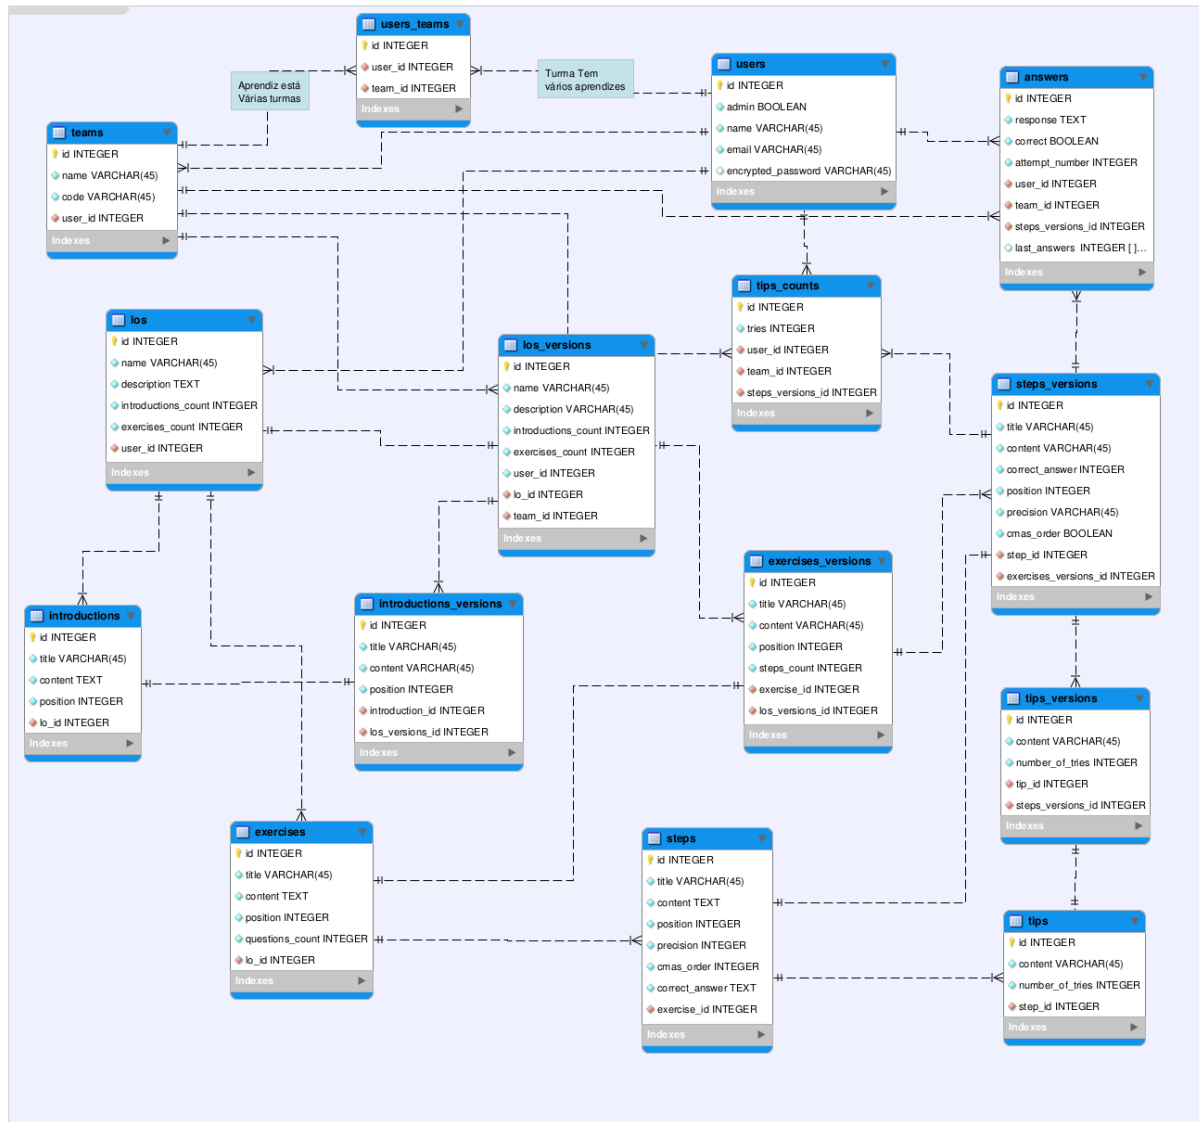 users_teams
id INTEGER
user_id INTEGER
team_id INTEGER
Indexes
Aprendiz está
Várias turmas
Turma Tem
vários aprendizes
users
id INTEGER
admin BOOLEAN
name VARCHAR(45)
email VARCHAR(45)
encrypted_password VARCHAR(45)
Indexes
answers
id INTEGER
response TEXT
correct BOOLEAN
attempt_number INTEGER
user_id INTEGER
team_id INTEGER
steps_versions_id INTEGER
last_answers INTEGER [ ]...
Indexes
teams
id INTEGER
name VARCHAR(45)
code VARCHAR(45)
user_id INTEGER
Indexes
tips_counts
id INTEGER
tries INTEGER
user_id INTEGER
team_id INTEGER
steps_versions_id INTEGER
Indexes
los
id INTEGER
name VARCHAR(45)
description TEXT
introductions_count INTEGER
exercises_count INTEGER
user_id INTEGER
Indexes
los_versions
id INTEGER
name VARCHAR(45)
description VARCHAR(45)
introductions_count INTEGER
exercises_count INTEGER
user_id INTEGER
lo_id INTEGER
team_id INTEGER
Indexes
steps_versions
id INTEGER
title VARCHAR(45)
content VARCHAR(45)
correct_answer INTEGER
position INTEGER
precision VARCHAR(45)
cmas_order BOOLEAN
step_id INTEGER
exercises_versions_id INTEGER
Indexes
exercises_versions
id INTEGER
title VARCHAR(45)
content VARCHAR(45)
position INTEGER
steps_count INTEGER
exercise_id INTEGER
los_versions_id INTEGER
Indexes
introductions
id INTEGER
title VARCHAR(45)
content TEXT
position INTEGER
lo_id INTEGER
Indexes
introductions_versions
id INTEGER
title VARCHAR(45)
content VARCHAR(45)
position INTEGER
introduction_id INTEGER
los_versions_id INTEGER
Indexes
tips_versions
id INTEGER
content VARCHAR(45)
number_of_tries INTEGER
tip_id INTEGER
steps_versions_id INTEGER
Indexes
exercises
id INTEGER
title VARCHAR(45)
content TEXT
position INTEGER
questions_count INTEGER
lo_id INTEGER
Indexes
steps
id INTEGER
title VARCHAR(45)
content TEXT
position INTEGER
precision INTEGER
cmas_order INTEGER
correct_answer TEXT
exercise_id INTEGER
Indexes
tips
id INTEGER
content VARCHAR(45)
number_of_tries INTEGER
step_id INTEGER
Indexes